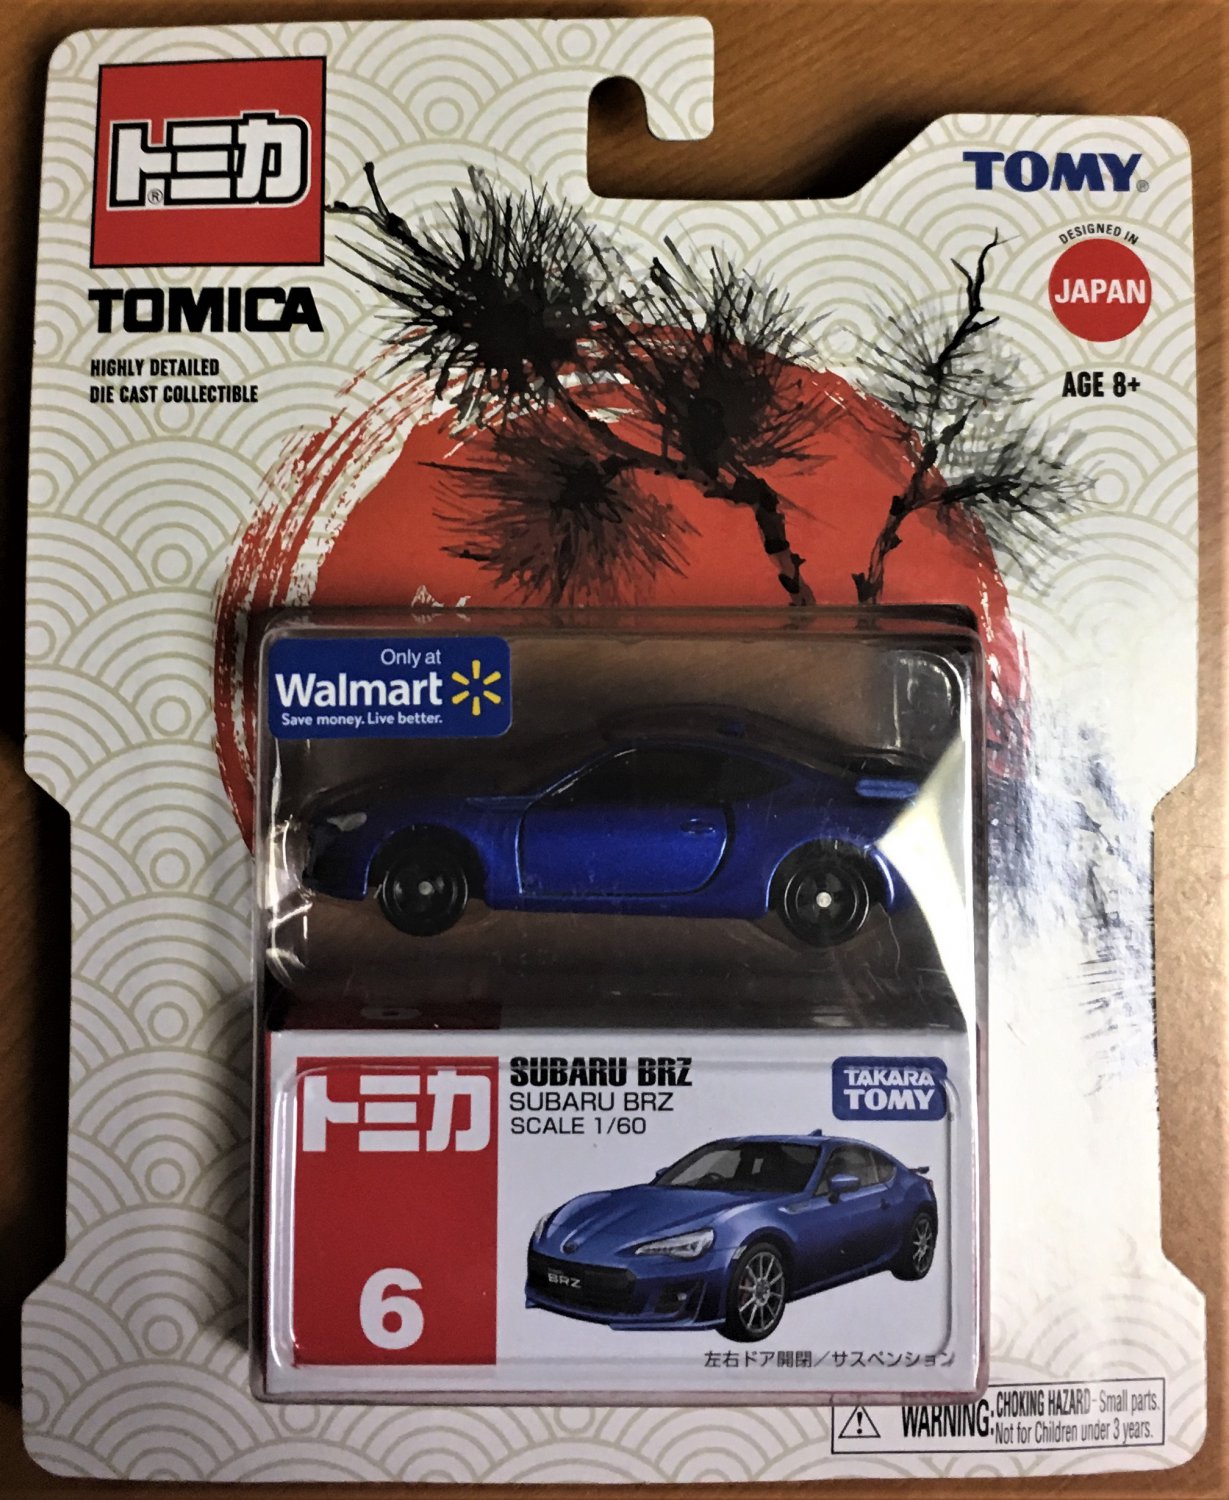 トミカ®
TOMICA
HIGHLY DETAILED
DIE CAST COLLECTIBLE
TOMY®
DESIGNED IN
JAPAN
AGE 8+
Only at
Walmart
Save money. Live better.
トミカ
6
SUBARU BRZ
SUBARU BRZ
SCALE 1/60
TAKARA
TOMY
BRZ
左右ドア開閉/サスペンション
WARNING: CHOKING HAZARD - Small parts.
Not for Children under 3 years.